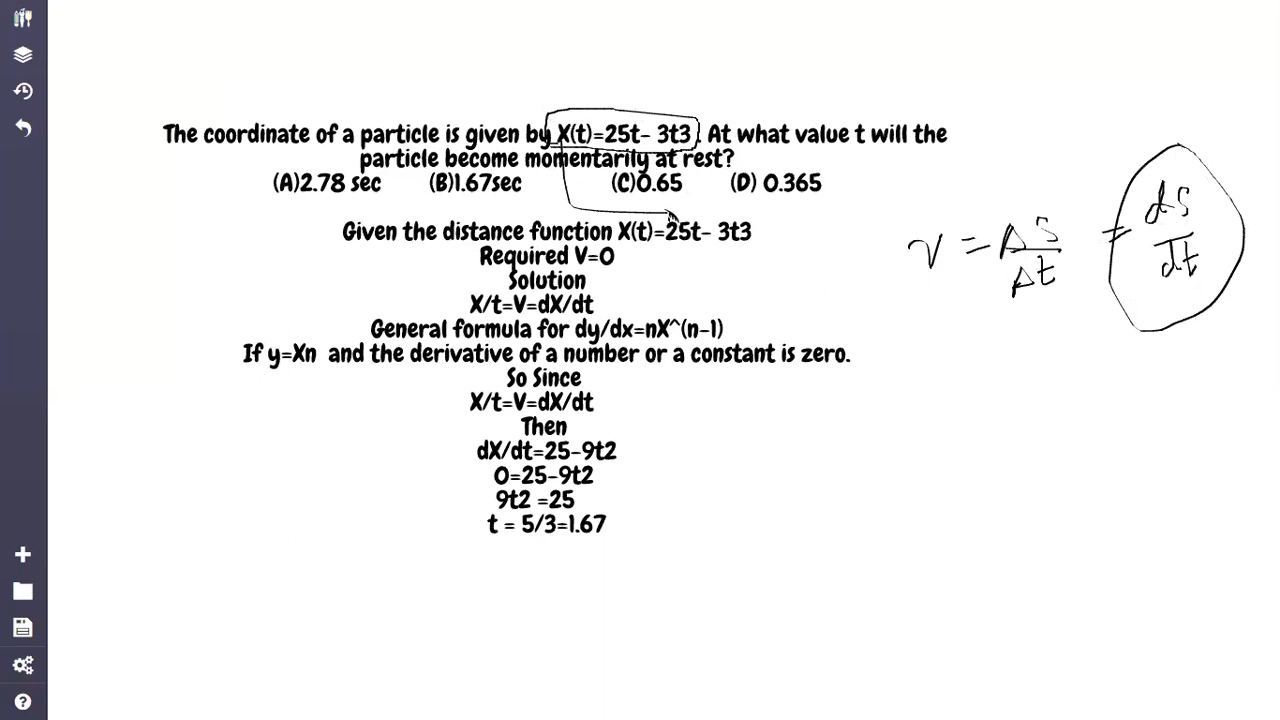 The coordinate of a particle is given by X(t)=25t- 3t3 . At what value t will the
particle become momentarily at rest?
(A)2.78 sec (B)1.67sec (C)0.65 (D) 0.365
Given the distance function X(t)=25t- 3t3
Required V=0
Solution
X/t=V=dX/dt
General formula for dy/dx=nX^(n-1)
If y=Xn and the derivative of a number or a constant is zero.
So Since
X/t=V=dX/dt
Then
dX/dt=25-9t2
0=25-9t2
9t2 =25
t = 5/3=1.67
v = Δs/Δt = ds/dt